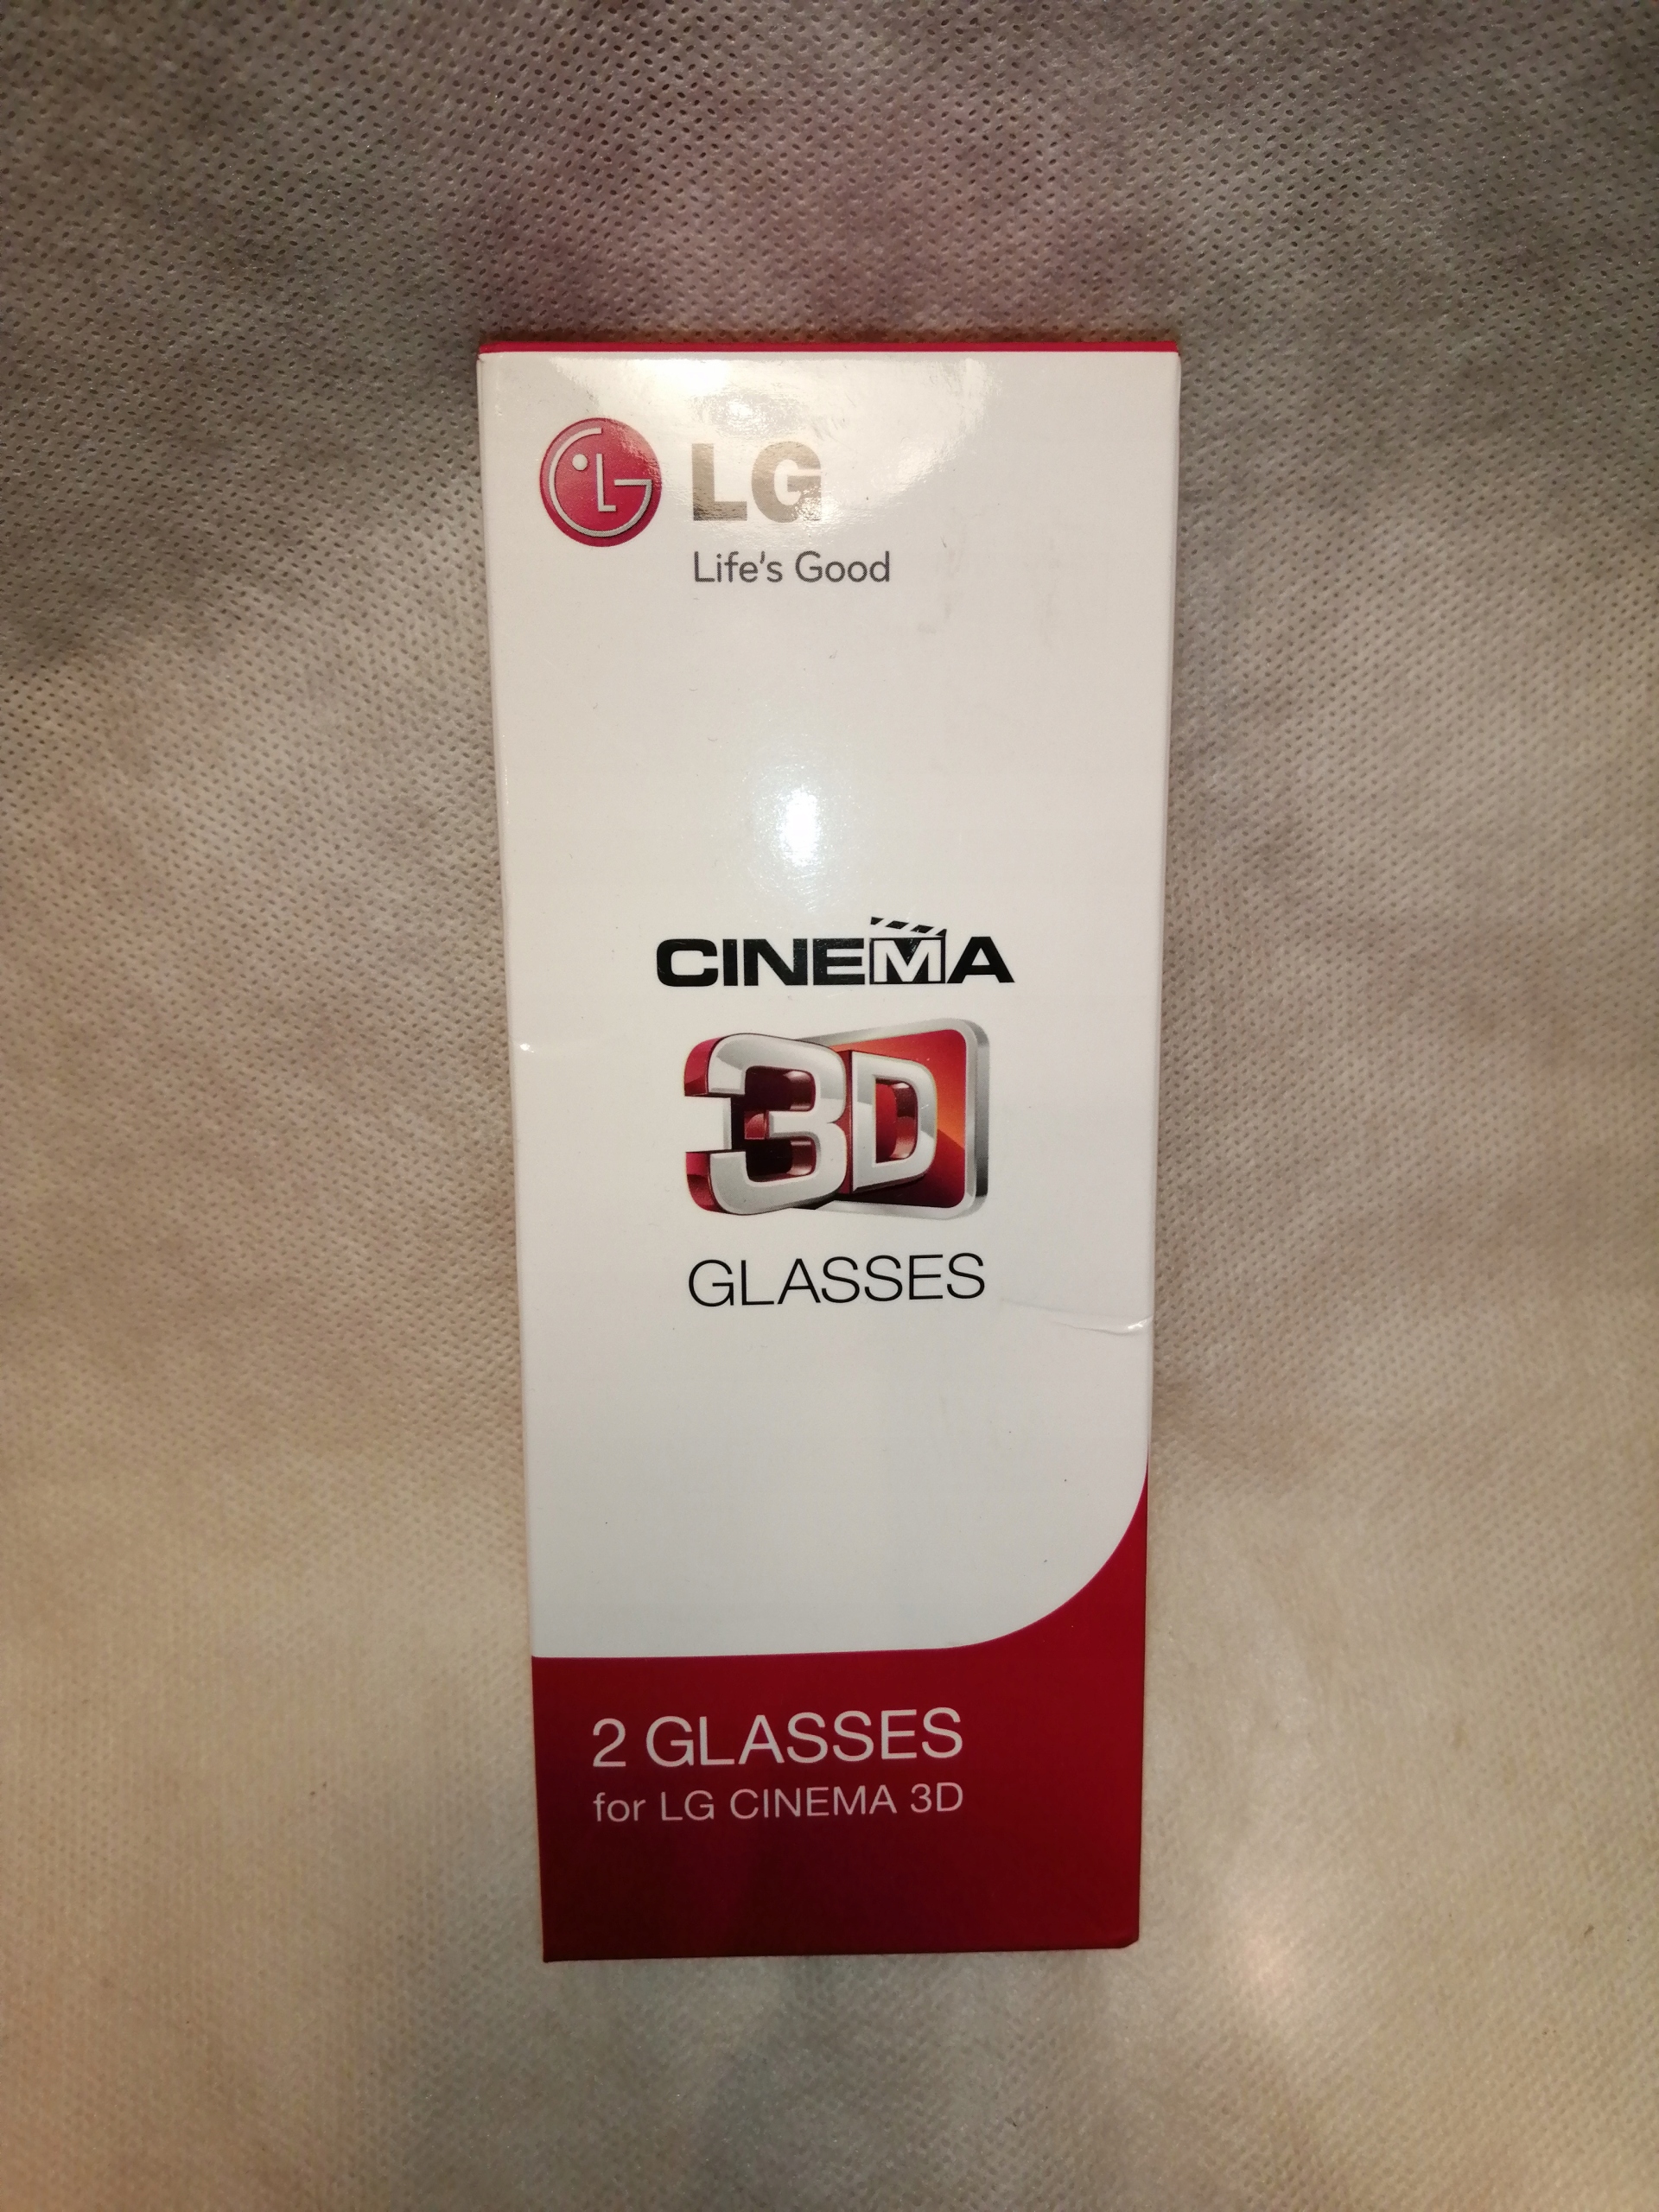 LG
Life's Good
CINEMA
3D
GLASSES
2 GLASSES
for LG CINEMA 3D